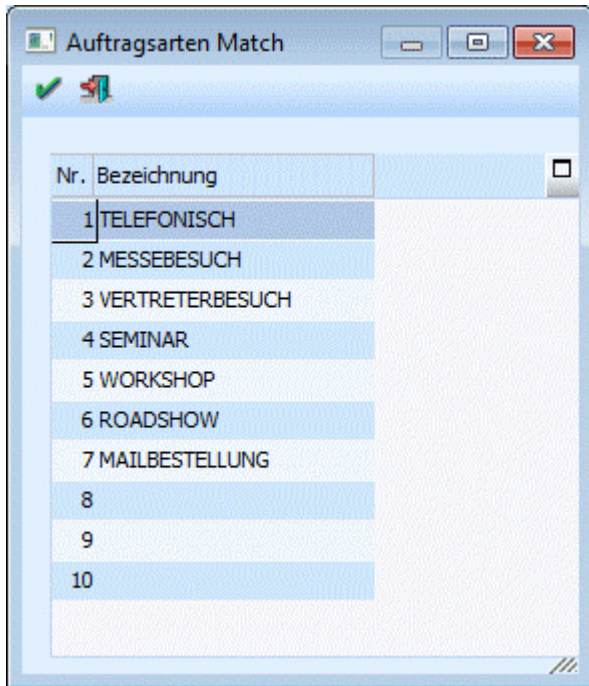 Auftragsarten Match
Nr. Bezeichnung
1 TELEFONISCH
2 MESSEBESUCH
3 VERTRETERBESUCH
4 SEMINAR
5 WORKSHOP
6 ROADSHOW
7 MAILBESTELLUNG
8
9
10